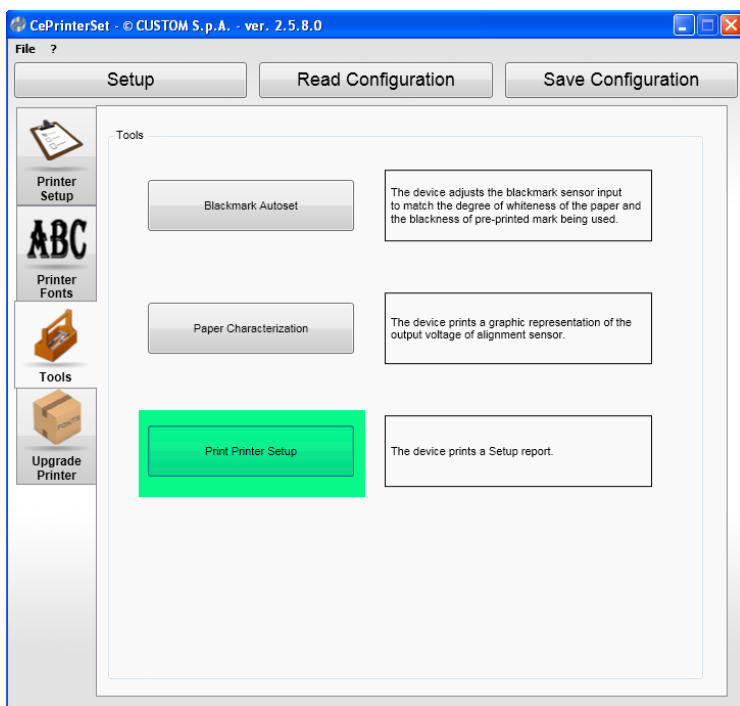 CePrinterSet - © CUSTOM S.p.A. - ver. 2.5.8.0
File ?
Setup
Read Configuration
Save Configuration
Printer
Setup
ABC
Printer
Fonts
Tools
FONTS
Upgrade
Printer
Tools
Blackmark Autoset
The device adjusts the blackmark sensor input
to match the degree of whiteness of the paper and
the blackness of pre-printed mark being used.
Paper Characterization
The device prints a graphic representation of the
output voltage of alignment sensor.
Print Printer Setup
The device prints a Setup report.